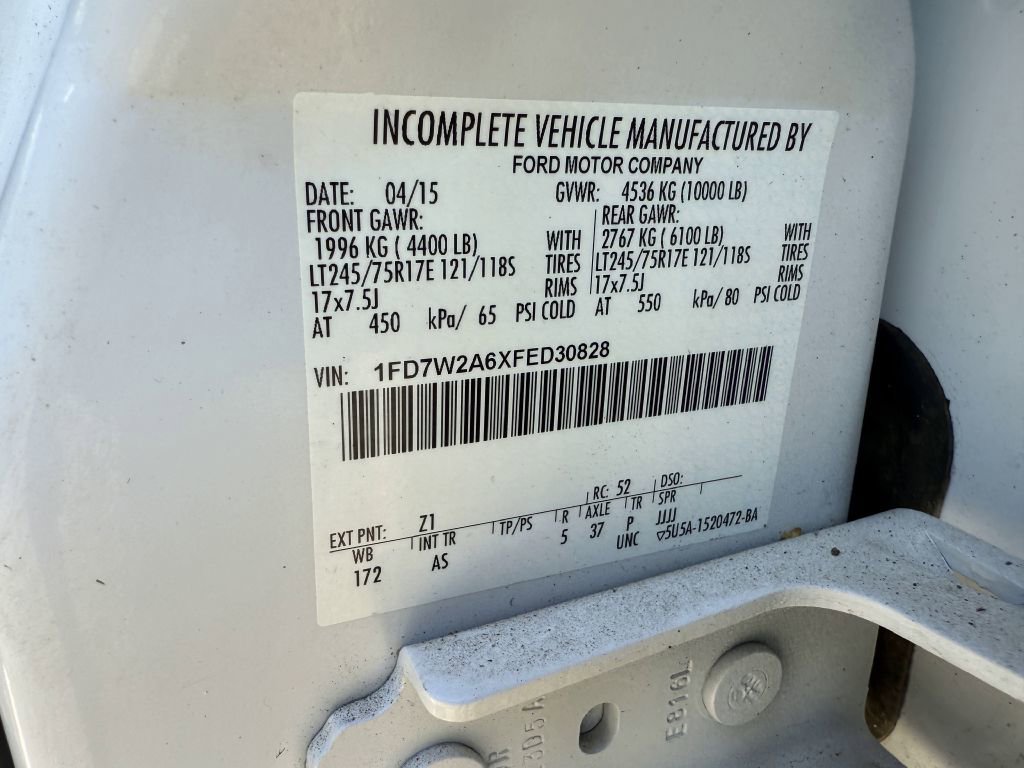 INCOMPLETE VEHICLE MANUFACTURED BY
FORD MOTOR COMPANY
DATE: 04/15 GVWR: 4536 KG (10000 LB)
FRONT GAWR: REAR GAWR:
1996 KG ( 4400 LB) WITH 2767 KG ( 6100 LB) WITH
LT245/75R17E 121/118S TIRES LT245/75R17E 121/118S TIRES
17x7.5J RIMS 17x7.5J RIMS
AT 450 kPa/ 65 PSI COLD AT 550 kPa/ 80 PSI COLD
VIN: 1FD7W2A6XFED30828
EXT PNT: Z1 RC: 52 DSO:
WB INT TR TP/PS R AXLE TR SPR
172 AS 5 37 P JJJJ
UNC ▽5U5A-1520472-BA
E816L